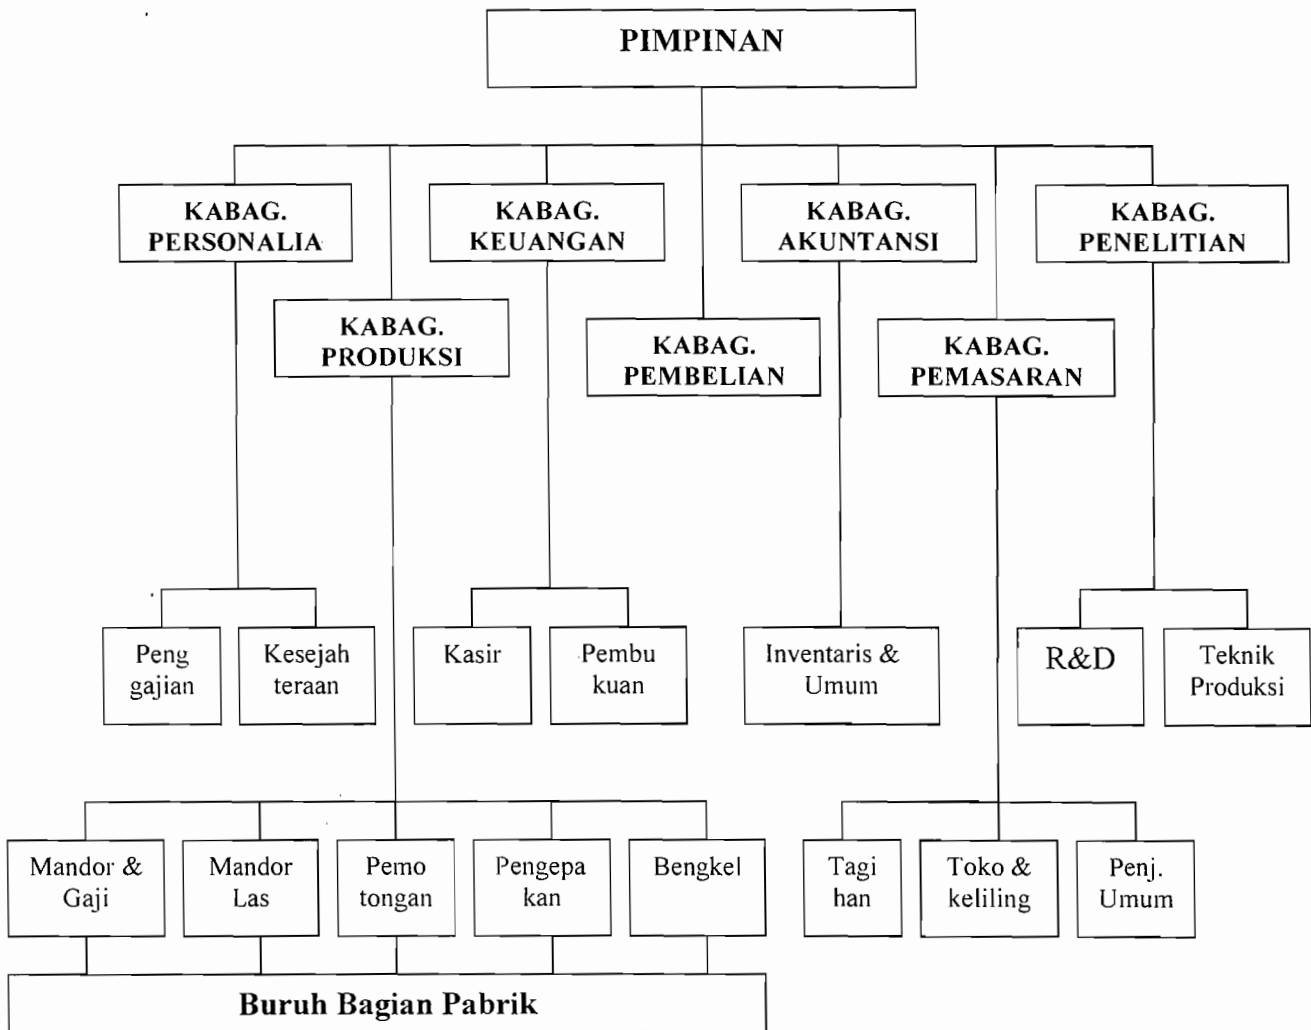 PIMPINAN
KABAG.
PERSONALIA
KABAG.
KEUANGAN
KABAG.
AKUNTANSI
KABAG.
PENELITIAN
KABAG.
PRODUKSI
KABAG.
PEMBELIAN
KABAG.
PEMASARAN
Peng
gajian
Kesejah
teraan
Kasir
Pembu
kuan
Inventaris &
Umum
R&D
Teknik
Produksi
Mandor &
Gaji
Mandor
Las
Pemo
tongan
Pengepa
kan
Bengkel
Tagi
han
Toko &
keliling
Penj.
Umum
Buruh Bagian Pabrik